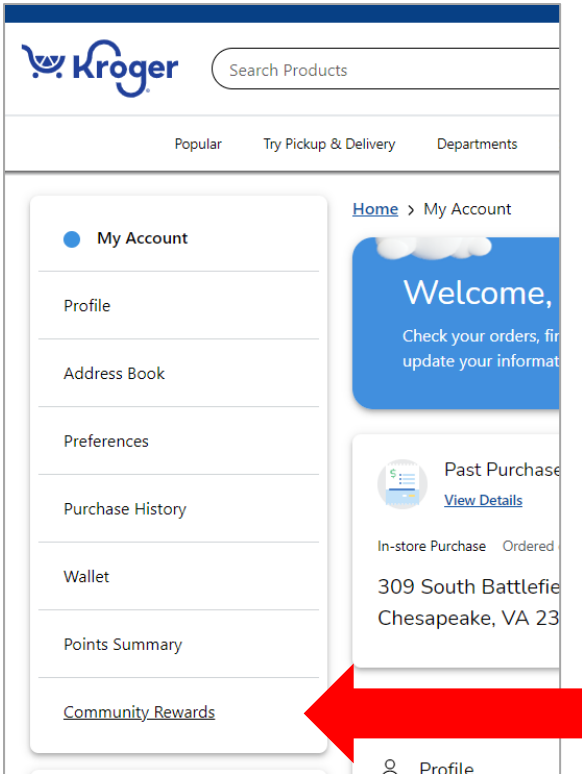 Kroger
Search Products
Popular Try Pickup & Delivery Departments
My Account
Profile
Address Book
Preferences
Purchase History
Wallet
Points Summary
Community Rewards
Home > My Account
Welcome,
Check your orders, fin
update your informat
$
Past Purchase
View Details
In-store Purchase Ordered
309 South Battlefie
Chesapeake, VA 23
Profile